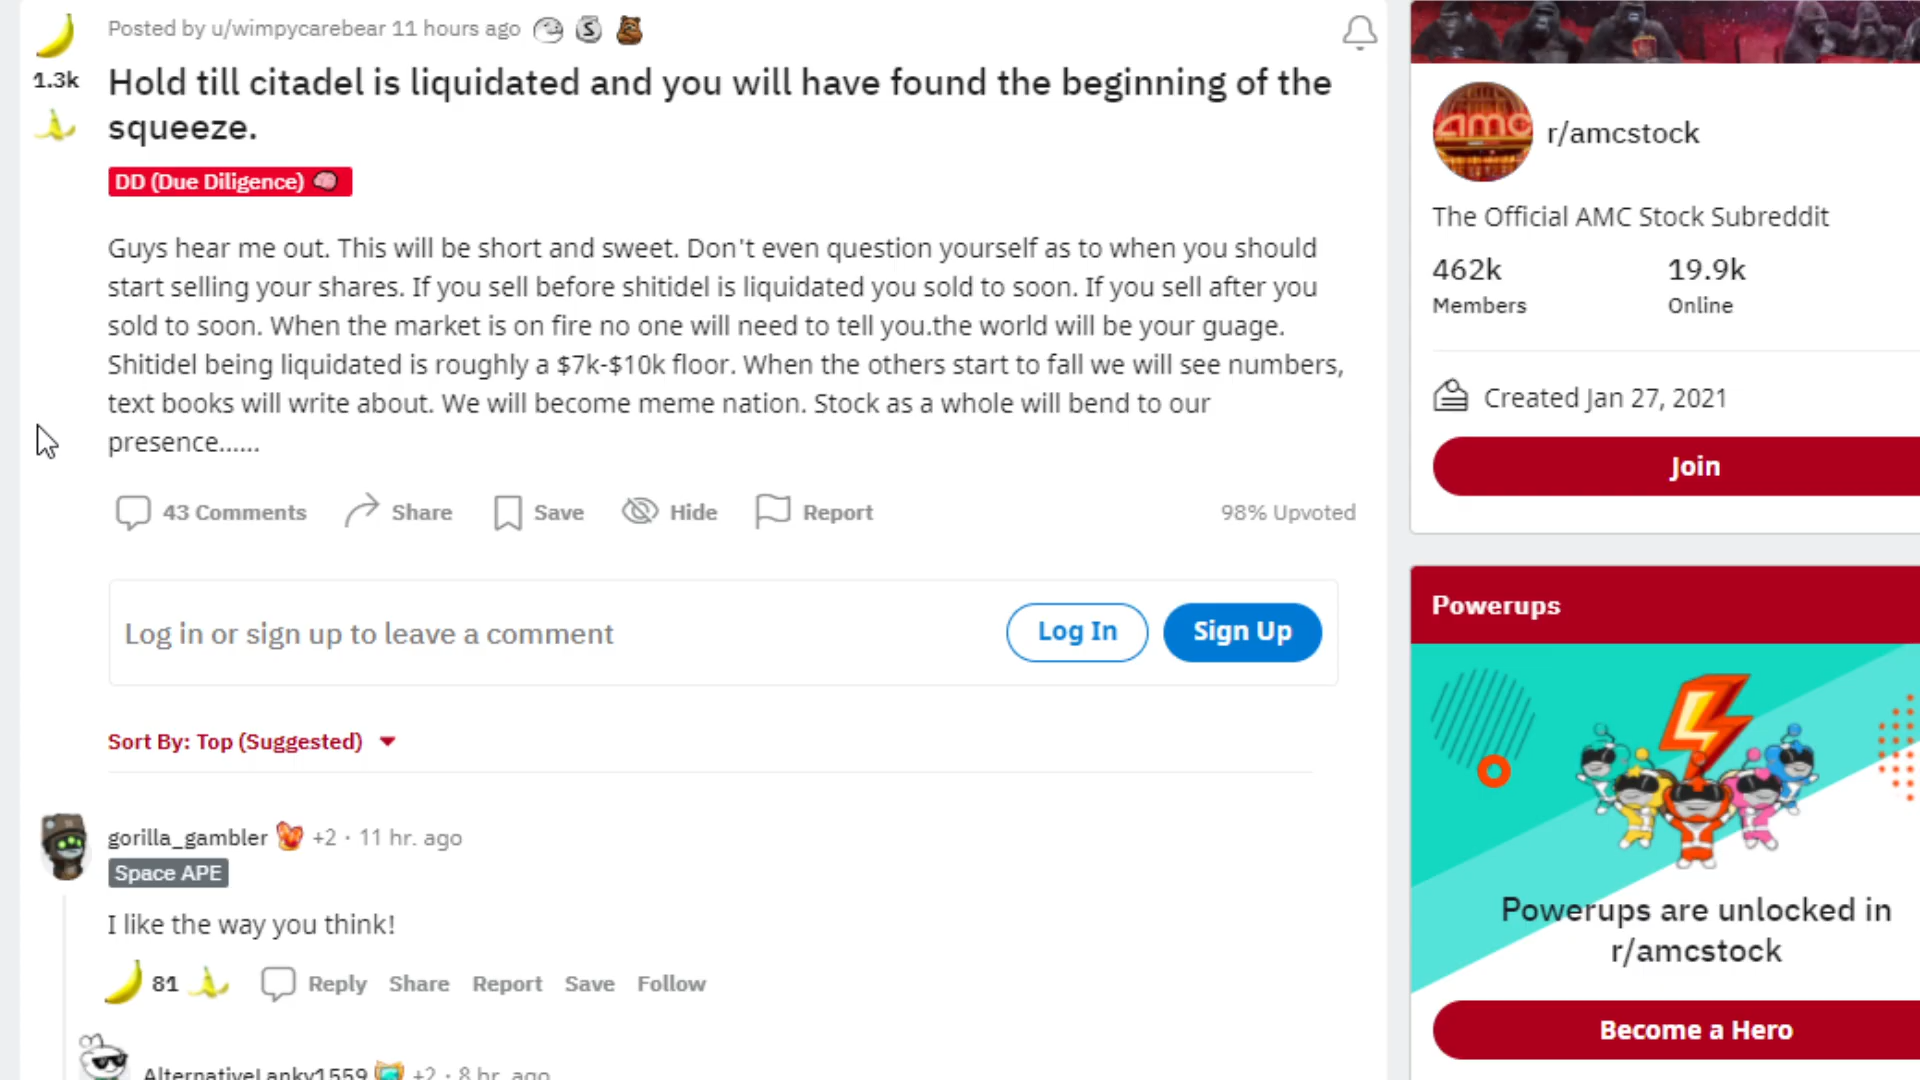 Posted by u/wimpycarebear 11 hours ago
1.3k
Hold till citadel is liquidated and you will have found the beginning of the
squeeze.
DD (Due Diligence)
Guys hear me out. This will be short and sweet. Don't even question yourself as to when you should
start selling your shares. If you sell before shitidel is liquidated you sold to soon. If you sell after you
sold to soon. When the market is on fire no one will need to tell you.the world will be your guage.
Shitidel being liquidated is roughly a $7k-$10k floor. When the others start to fall we will see numbers,
text books will write about. We will become meme nation. Stock as a whole will bend to our
presence......
43 Comments Share Save Hide Report 98% Upvoted
Log in or sign up to leave a comment Log In Sign Up
Sort By: Top (Suggested)
gorilla_gambler +2 · 11 hr. ago
Space APE
I like the way you think!
81 Reply Share Report Save Follow
AlternativeLanky1559 +2 · 8 hr. ago
amc
r/amcstock
The Official AMC Stock Subreddit
462k 19.9k
Members Online
Created Jan 27, 2021
Join
Powerups
Powerups are unlocked in
r/amcstock
Become a Hero